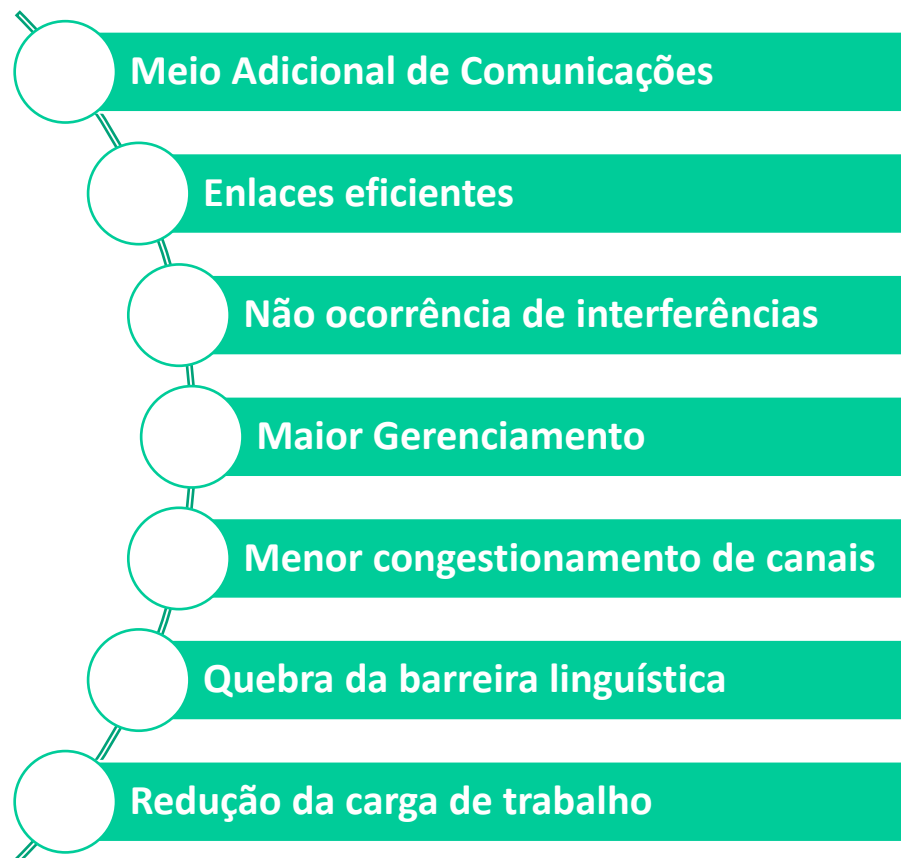 Meio Adicional de Comunicações
Enlaces eficientes
Não ocorrência de interferências
Maior Gerenciamento
Menor congestionamento de canais
Quebra da barreira linguística
Redução da carga de trabalho